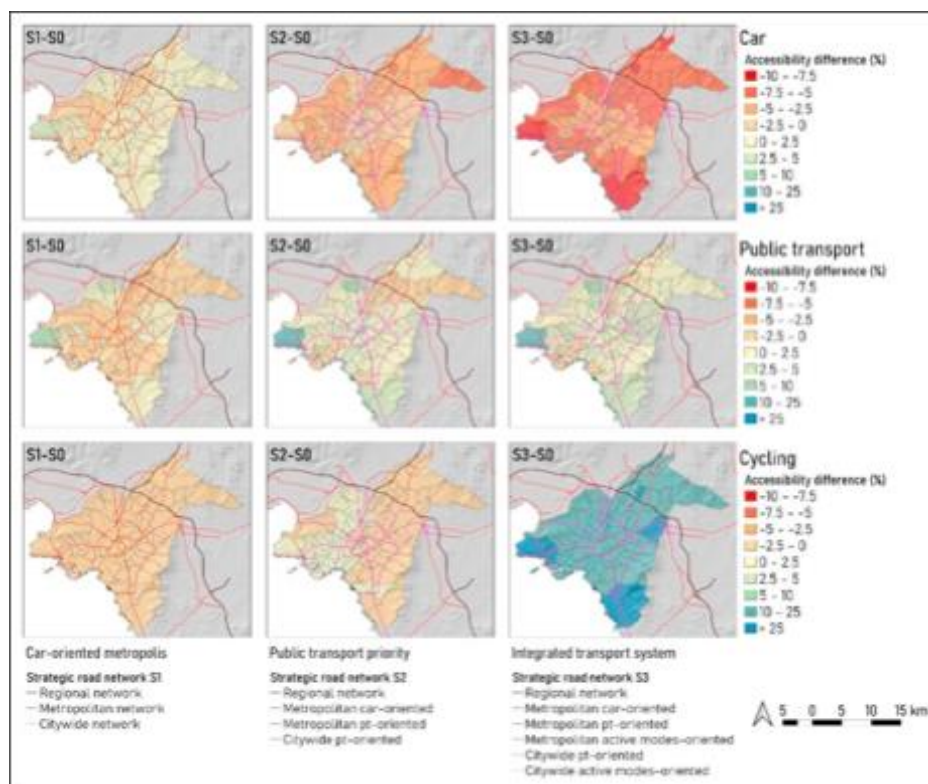 S1-S0
S2-S0
S3-S0
Car
Accessibility difference (%)
-10 - -7.5
-7.5 - -5
-5 - -2.5
-2.5 - 0
0 - 2.5
2.5 - 5
5 - 10
10 - 25
> 25
S1-S0
S2-S0
S3-S0
Public transport
Accessibility difference (%)
-10 - -7.5
-7.5 - -5
-5 - -2.5
-2.5 - 0
0 - 2.5
2.5 - 5
5 - 10
10 - 25
> 25
S1-S0
S2-S0
S3-S0
Cycling
Accessibility difference (%)
-10 - -7.5
-7.5 - -5
-5 - -2.5
-2.5 - 0
0 - 2.5
2.5 - 5
5 - 10
10 - 25
> 25
Car-oriented metropolis
Strategic road network S1
Regional network
Metropolitan network
Citywide network
Public transport priority
Strategic road network S2
Regional network
Metropolitan car-oriented
Metropolitan pt-oriented
Citywide pt-oriented
Integrated transport system
Strategic road network S3
Regional network
Metropolitan car-oriented
Metropolitan pt-oriented
Metropolitan active modes-oriented
Citywide pt-oriented
Citywide active modes-oriented
5 0 5 10 15 km